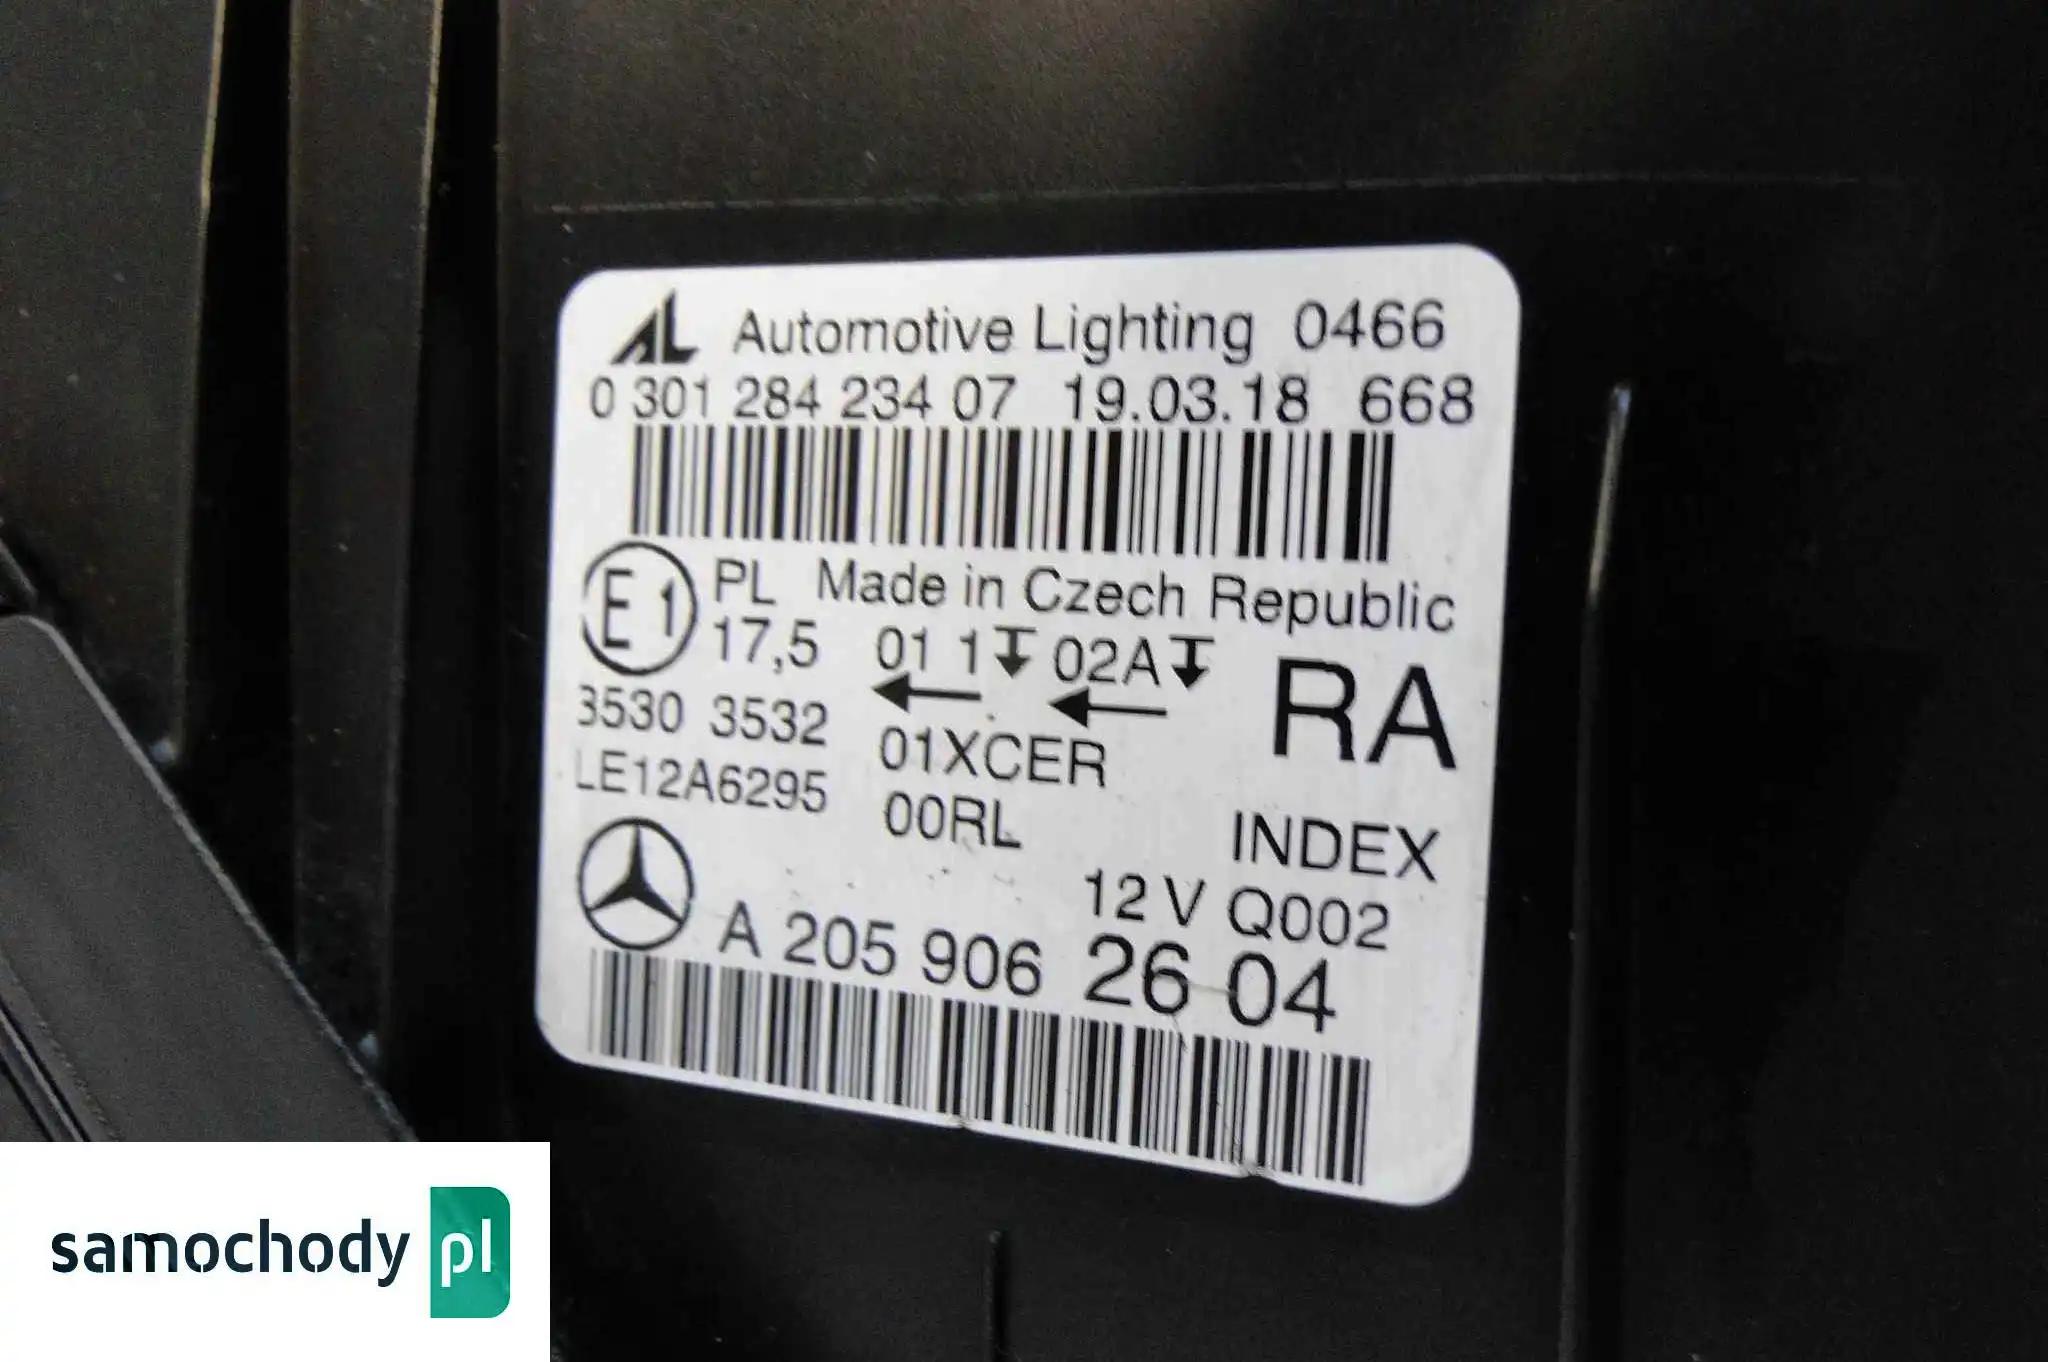 AL Automotive Lighting 0466
0 301 284 234 07 19.03.18 668
E1 PL Made in Czech Republic
17,5 01 1 02A RA
3530 3532 01XCER
LE12A6295 00RL INDEX
12 V Q002
A 205 906 26 04
samochody pl